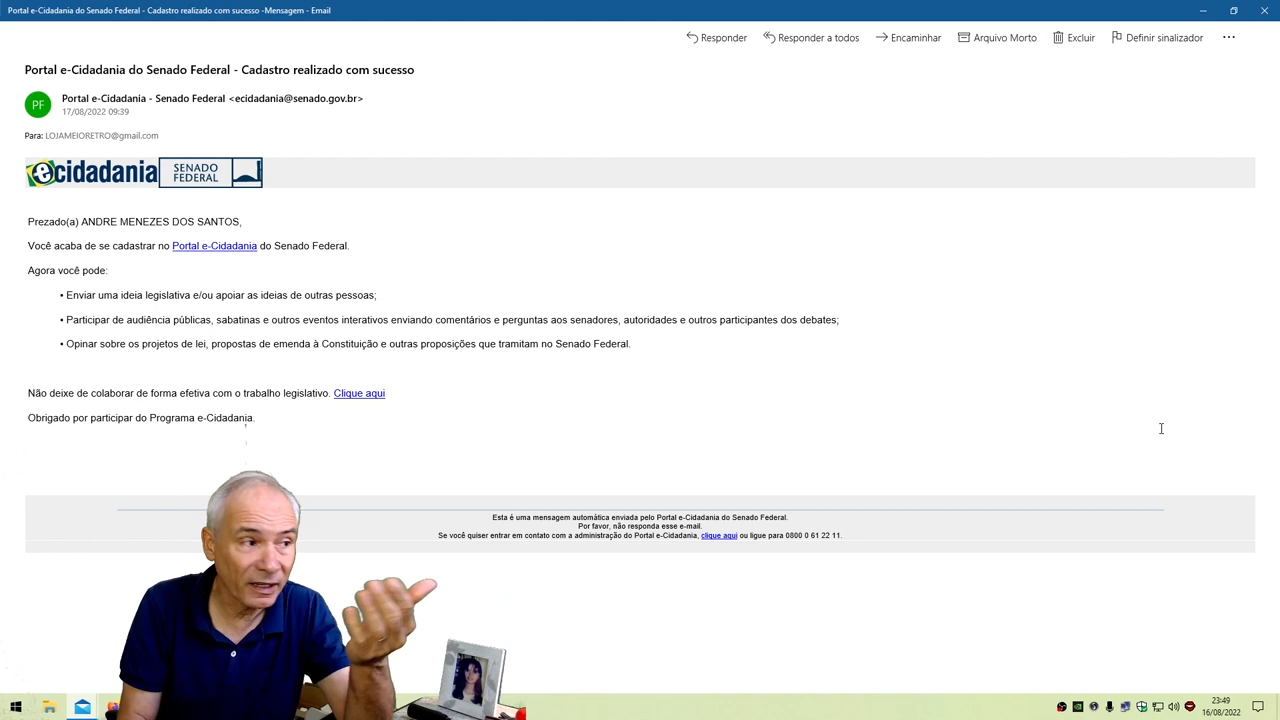 Portal e-Cidadania do Senado Federal - Cadastro realizado com sucesso -Mensagem - Email
Responder
Responder a todos
Encaminhar
Arquivo Morto
Excluir
Definir sinalizador
Portal e-Cidadania do Senado Federal - Cadastro realizado com sucesso
PF
Portal e-Cidadania - Senado Federal <ecidadania@senado.gov.br>
17/08/2022 09:39
Para: LOJAMEIORETRO@gmail.com
ecidadania
SENADO
FEDERAL
Prezado(a) ANDRE MENEZES DOS SANTOS,
Você acaba de se cadastrar no Portal e-Cidadania do Senado Federal.
Agora você pode:
• Enviar uma ideia legislativa e/ou apoiar as ideias de outras pessoas;
• Participar de audiência públicas, sabatinas e outros eventos interativos enviando comentários e perguntas aos senadores, autoridades e outros participantes dos debates;
• Opinar sobre os projetos de lei, propostas de emenda à Constituição e outras proposições que tramitam no Senado Federal.
Não deixe de colaborar de forma efetiva com o trabalho legislativo. Clique aqui
Obrigado por participar do Programa e-Cidadania.
Esta é uma mensagem automática enviada pelo Portal e-Cidadania do Senado Federal.
Por favor, não responda esse e-mail.
Se você quiser entrar em contato com a administração do Portal e-Cidadania, clique aqui ou ligue para 0800 0 61 22 11.
23:49
16/08/2022